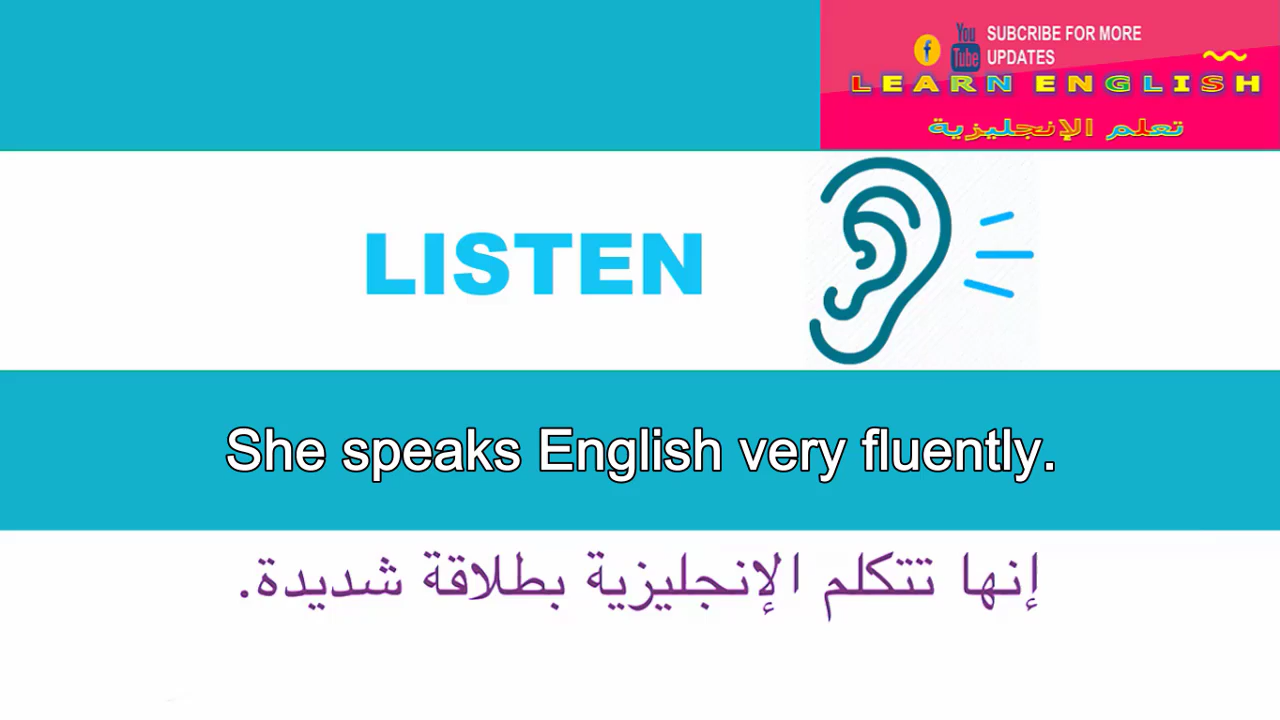 f You Tube SUBCRIBE FOR MORE
UPDATES
LEARN ENGLISH
تعلم الإنجليزية
LISTEN
She speaks English very fluently.
إنها تتكلم الإنجليزية بطلاقة شديدة.